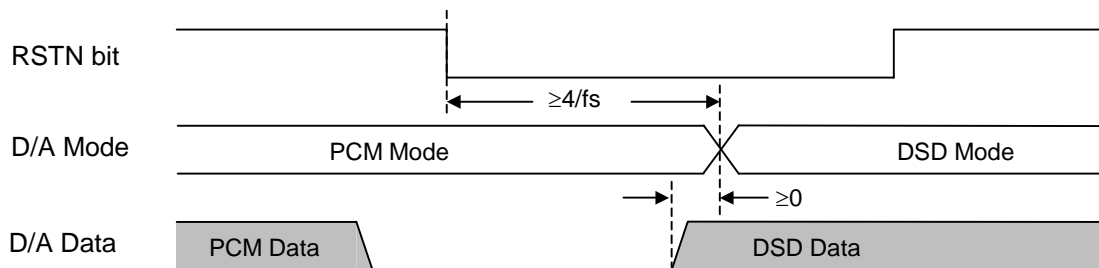 RSTN bit
≥4/fs
D/A Mode
PCM Mode
DSD Mode
≥0
D/A Data
PCM Data
DSD Data